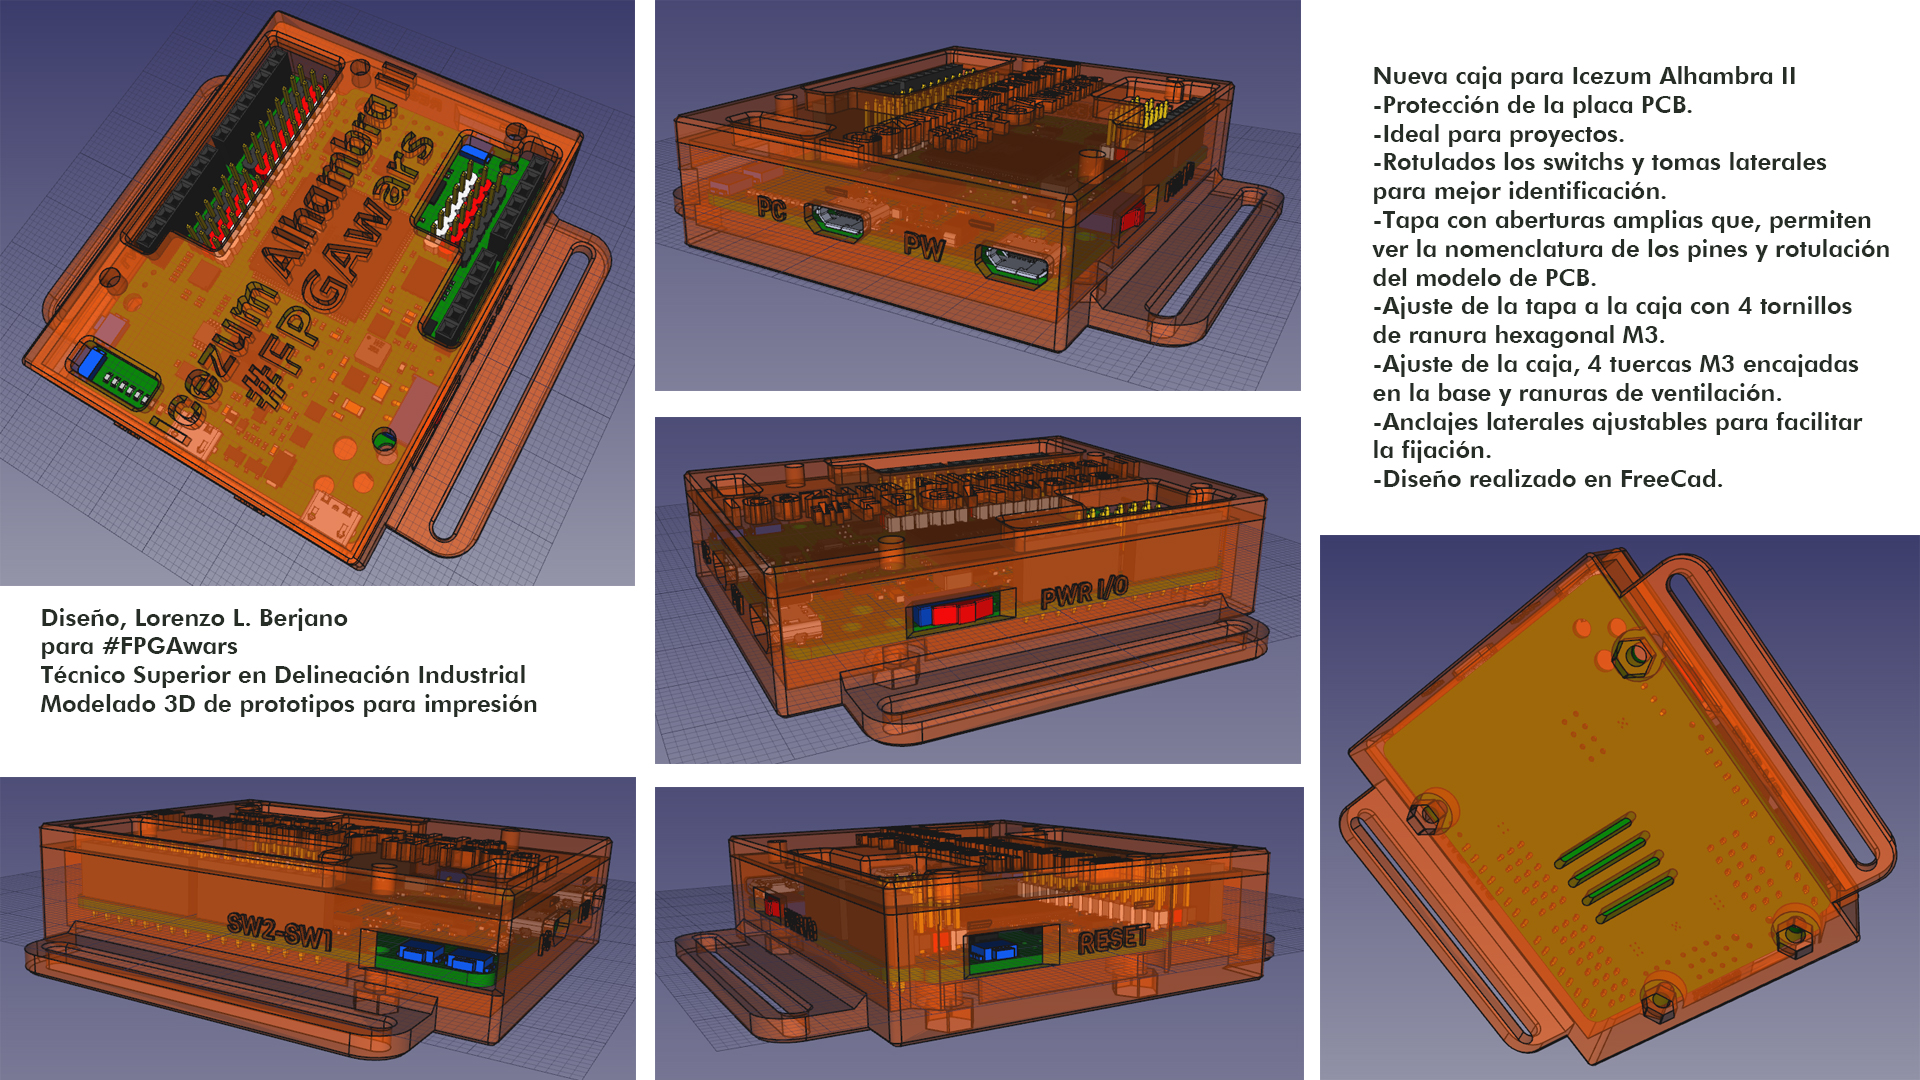 Icezum Alhambra
#FPGAwars
PC
PW
PWR I/O
Nueva caja para Icezum Alhambra II
-Protección de la placa PCB.
-Ideal para proyectos.
-Rotulados los switchs y tomas laterales
para mejor identificación.
-Tapa con aberturas amplias que, permiten
ver la nomenclatura de los pines y rotulación
del modelo de PCB.
-Ajuste de la tapa a la caja con 4 tornillos
de ranura hexagonal M3.
-Ajuste de la caja, 4 tuercas M3 encajadas
en la base y ranuras de ventilación.
-Anclajes laterales ajustables para facilitar
la fijación.
-Diseño realizado en FreeCad.
Diseño, Lorenzo L. Berjano
para #FPGAwars
Técnico Superior en Delineación Industrial
Modelado 3D de prototipos para impresión
SW2-SW1
RESET